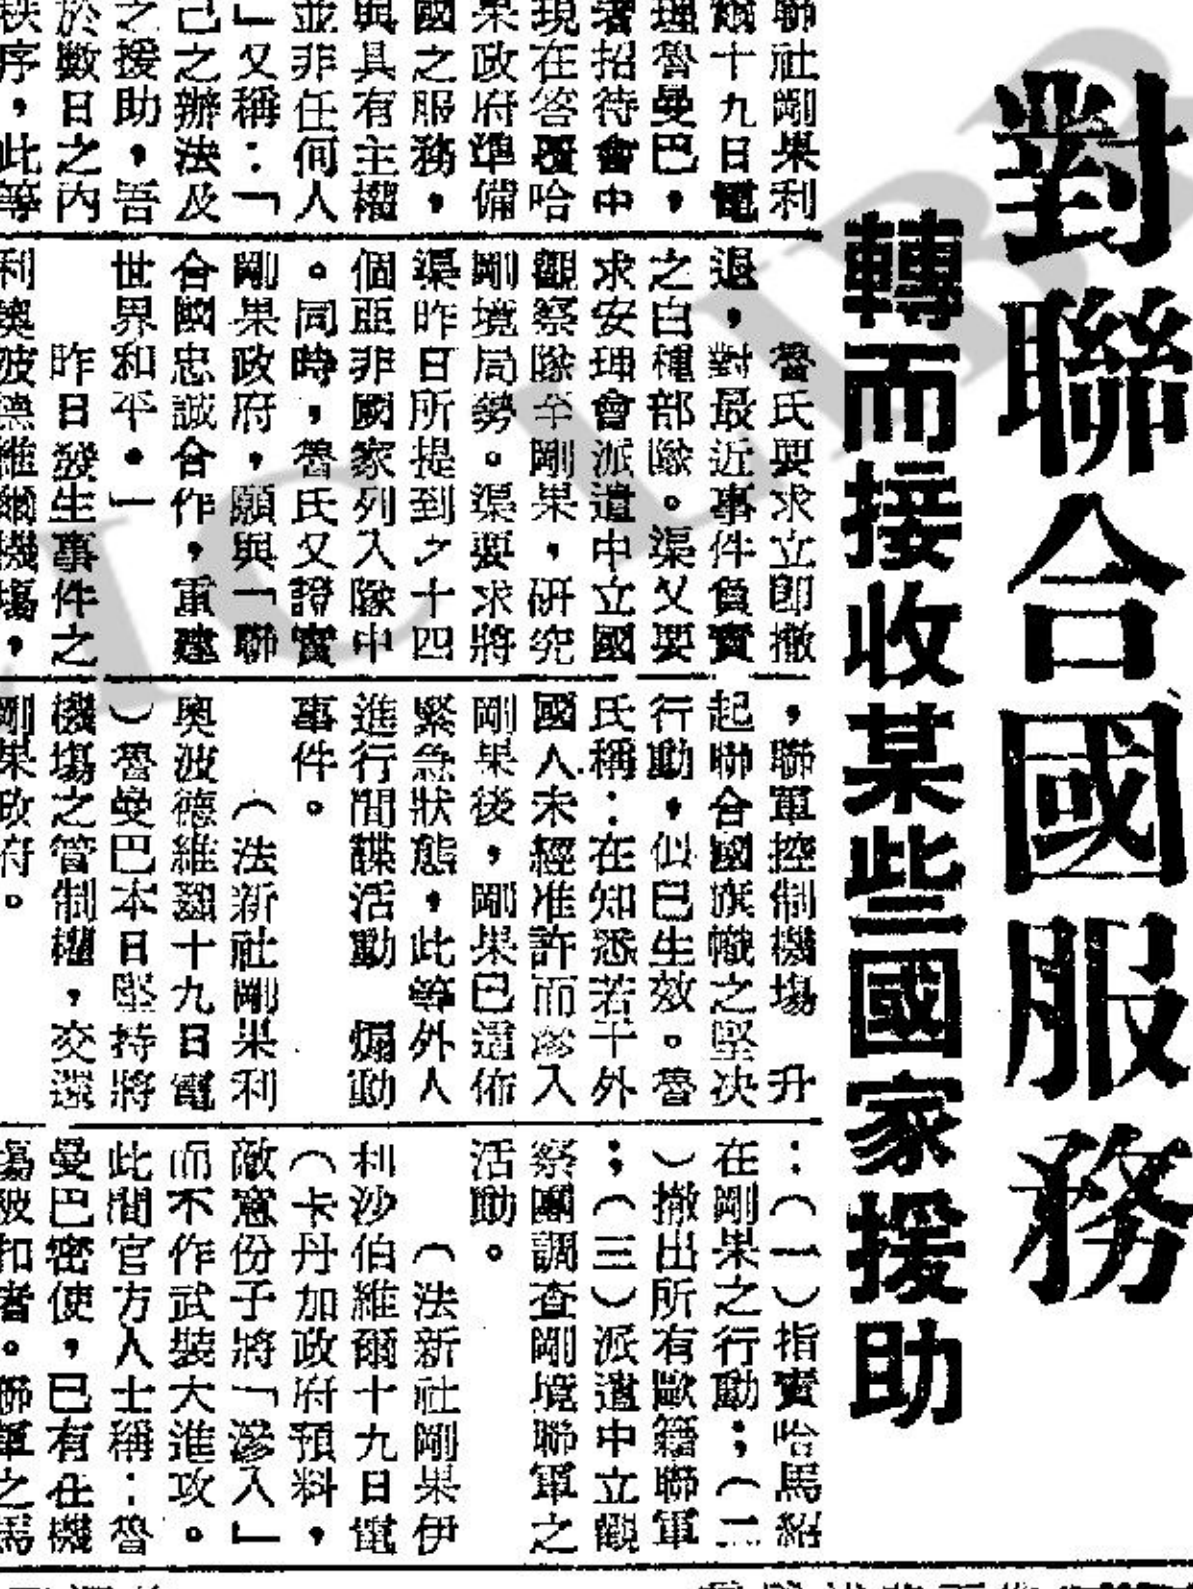 對聯合國服務
轉而接收某些國家援助
聯社剛果利
爾十九日電
理魯曼巴，
者招待會中
現在答覆哈
果政府準備
國之服務，
與具有主權
並非任何人
」又稱：「
己之辦法及
之援助，吾
於數日之內
秩序，此等
魯氏要求立即撤
退，對最近事件負責
之白種部隊。渠又要
求安理會派遣中立國
觀察隊至剛果，研究
剛境局勢。渠要求將
渠昨日所提到之十四
個亞非國家列入隊中
。同時，魯氏又證實
剛果政府，願與「聯
合國忠誠合作，重建
世界和平。」
昨日發生事件之
利奧波德維爾機場，
，聯軍控制機場　升
起聯合國旗幟之堅决
行動，似已生效。魯
氏稱：在知悉若干外
國人未經准許而滲入
剛果後，剛果已通佈
緊急狀態，此等外人
進行間諜活動　煽動
事件。
（法新社剛果利
奧波德維爾十九日電
）魯曼巴本日堅持將
機場之管制權，交還
剛果政府。
：（一）指責哈馬紹
在剛果之行動；（二
）撤出所有歐籍聯軍
；（三）派遣中立觀
察團調查剛境聯軍之
活動。
（法新社剛果伊
利沙伯維爾十九日電
（卡丹加政府預料，
敵意份子將「滲入」
而不作武裝大進攻。
此間官方人士稱：魯
曼巴密使，已有在機
場被扣者。聯軍之馬